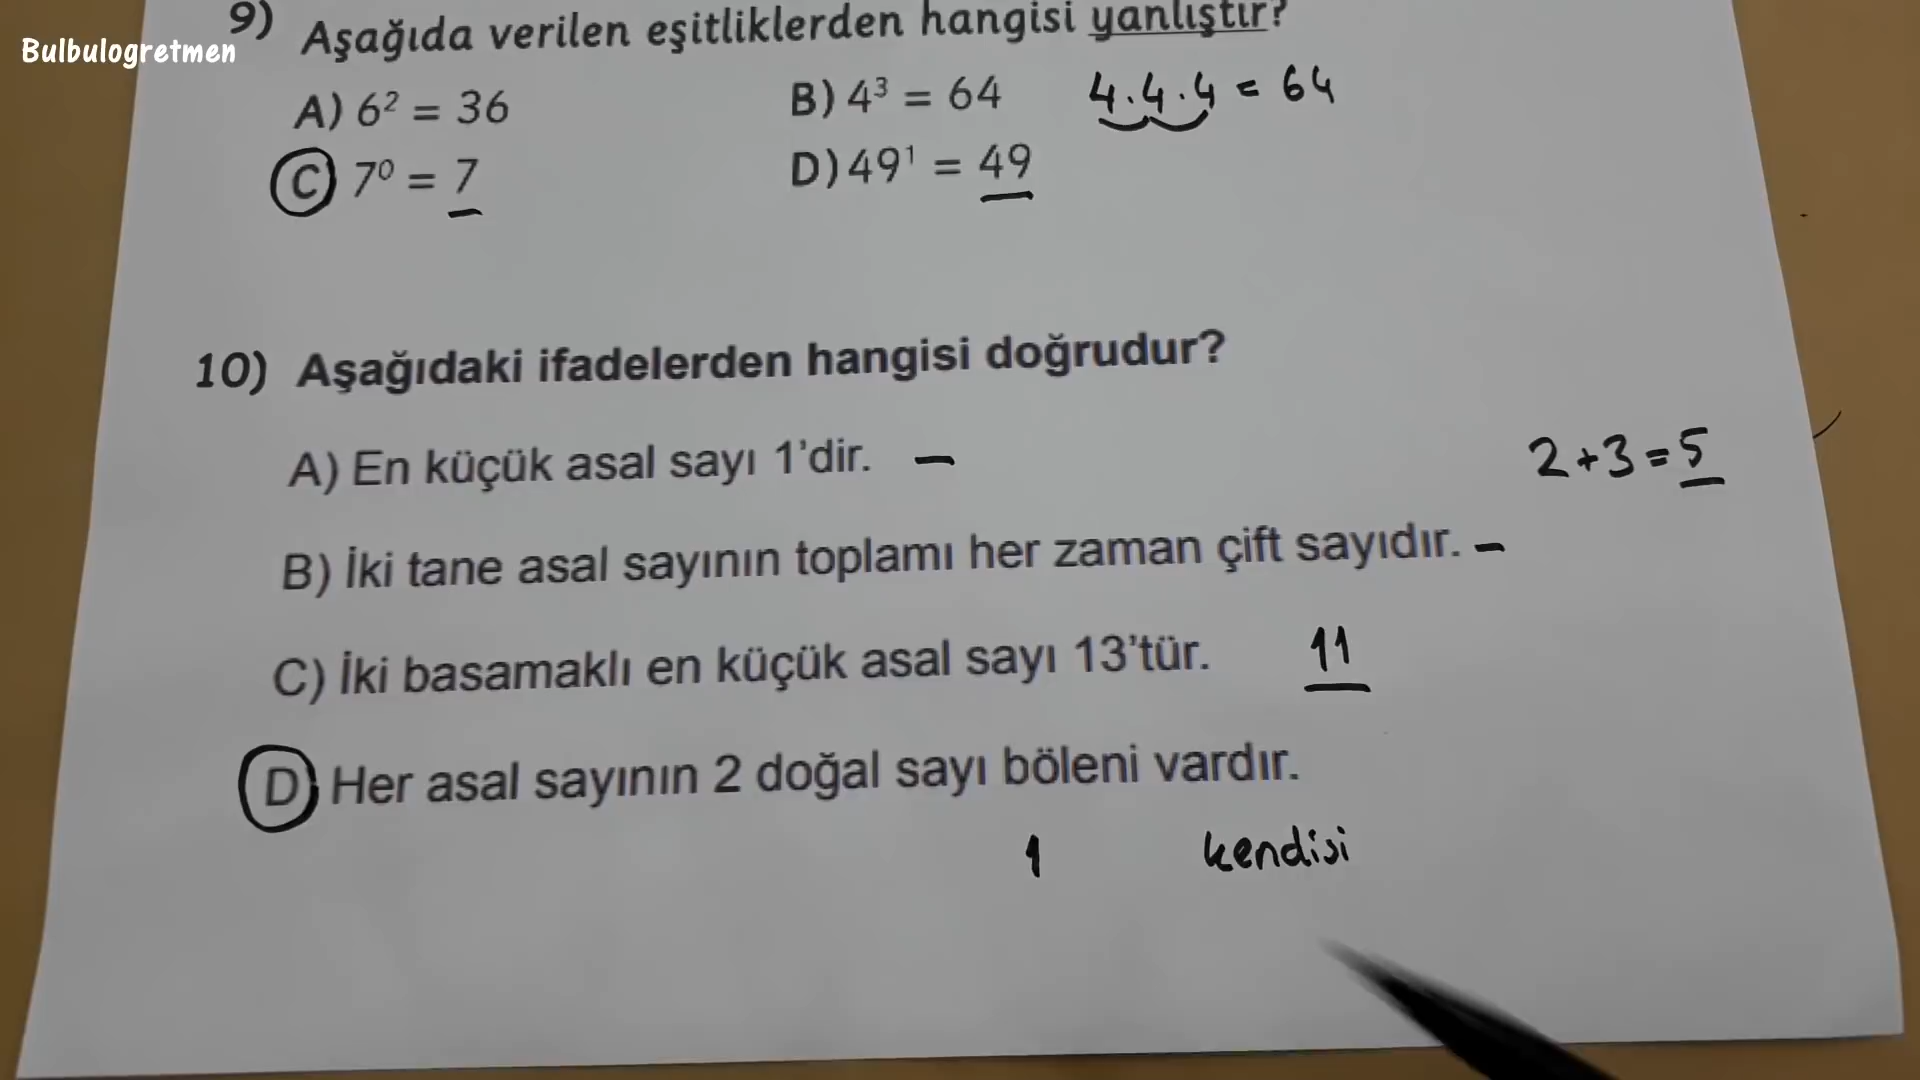 9) Aşağıda verilen eşitliklerden hangisi yanlıştır?
Bulbulogretmen
A) 6² = 36
B) 4³ = 64 4.4.4 = 64
C) 7⁰ = 7
D) 49¹ = 49
10) Aşağıdaki ifadelerden hangisi doğrudur?
A) En küçük asal sayı 1'dir. –
2+3=5
B) İki tane asal sayının toplamı her zaman çift sayıdır. –
C) İki basamaklı en küçük asal sayı 13'tür. 11
D) Her asal sayının 2 doğal sayı böleni vardır.
1 kendisi